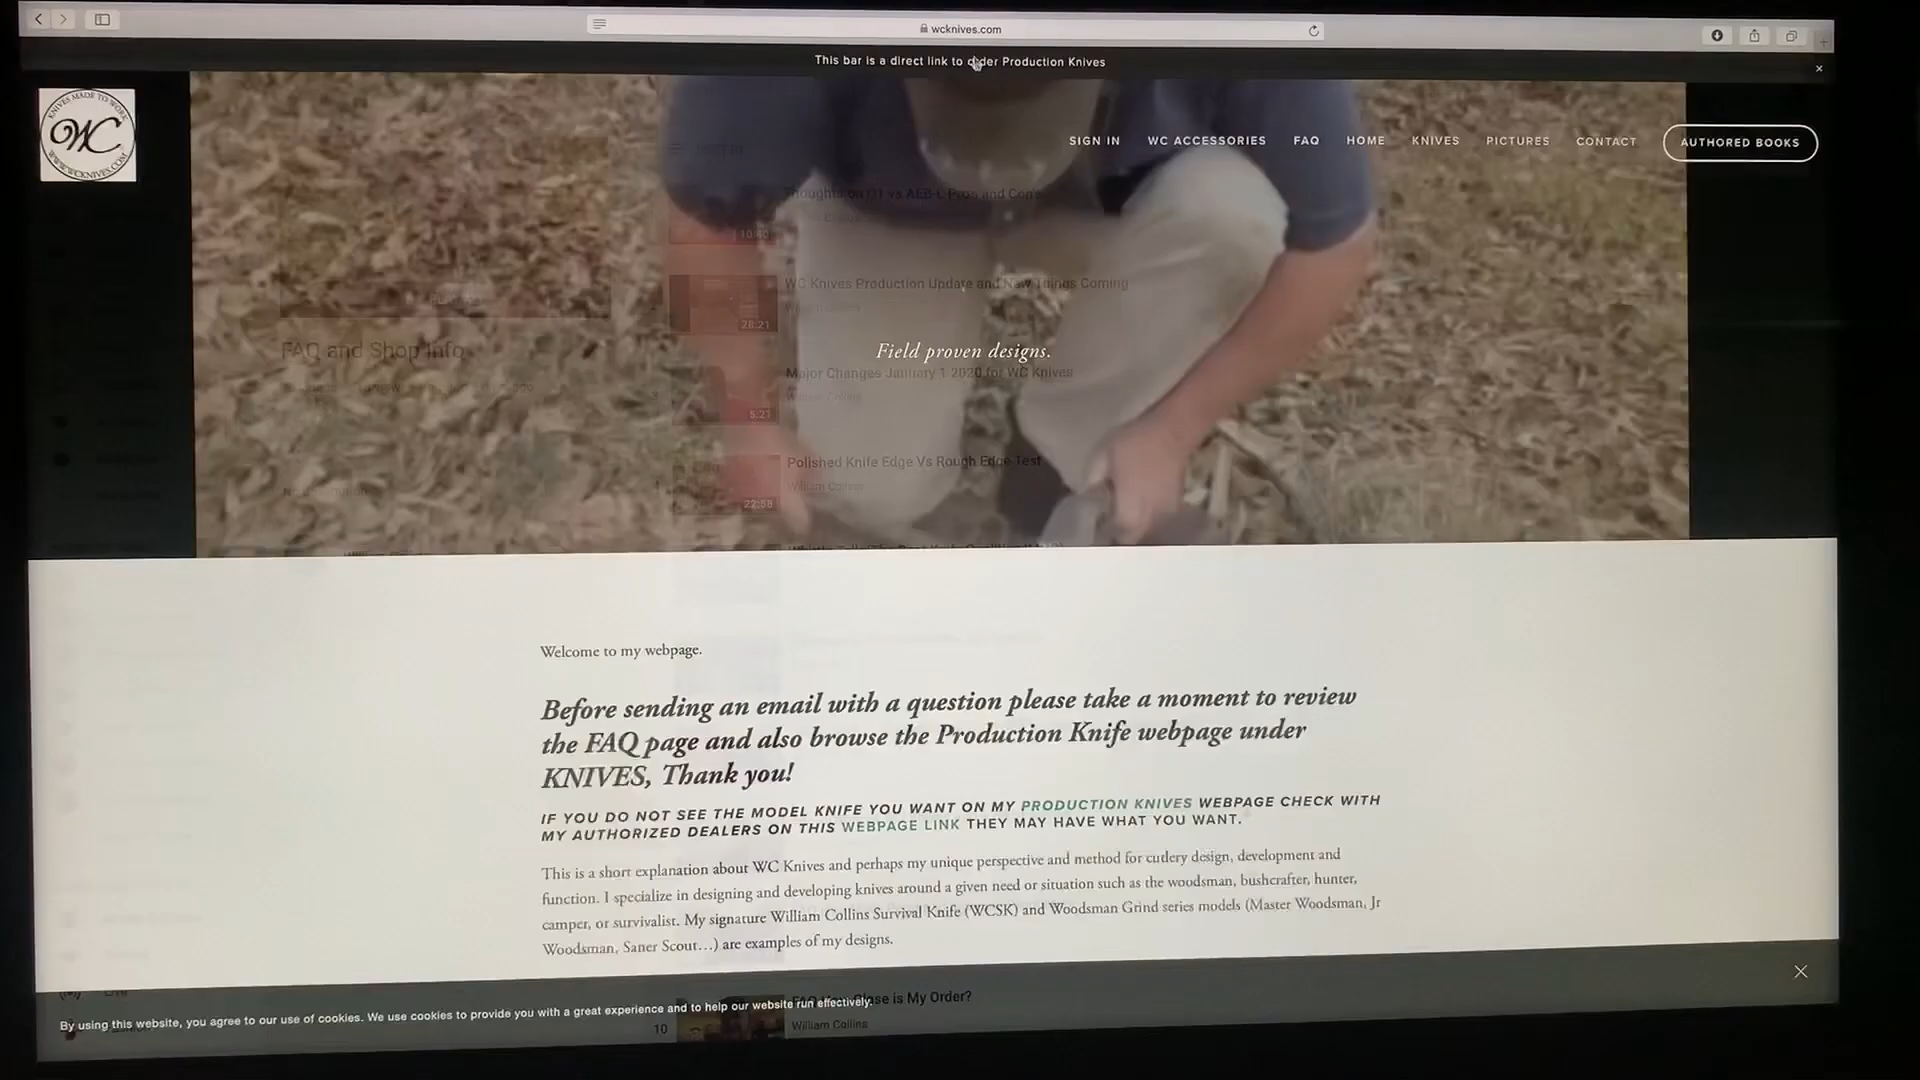 wcknives.com
This bar is a direct link to order Production Knives
KNIVES MADE TO WORK
WC
WWW.WCKNIVES.COM
SIGN IN WC ACCESSORIES FAQ HOME KNIVES PICTURES CONTACT AUTHORED BOOKS
Thoughts on O1 vs AEB-L Pros and Con's
10:40
WC Knives Production Update and New Things Coming
28:21
FAQ and Shop Info
Field proven designs.
Major Changes January 1 2020 for WC Knives
William Collins
5:21
Polished Knife Edge Vs Rough Edge Test
William Collins
22:58
Welcome to my webpage.
Before sending an email with a question please take a moment to review
the FAQ page and also browse the Production Knife webpage under
KNIVES, Thank you!
IF YOU DO NOT SEE THE MODEL KNIFE YOU WANT ON MY PRODUCTION KNIVES WEBPAGE CHECK WITH
MY AUTHORIZED DEALERS ON THIS WEBPAGE LINK THEY MAY HAVE WHAT YOU WANT.
This is a short explanation about WC Knives and perhaps my unique perspective and method for cutlery design, development and
function. I specialize in designing and developing knives around a given need or situation such as the woodsman, bushcrafter, hunter,
camper, or survivalist. My signature William Collins Survival Knife (WCSK) and Woodsman Grind series models (Master Woodsman, Jr
Woodsman, Saner Scout...) are examples of my designs.
is My Order?
By using this website, you agree to our use of cookies. We use cookies to provide you with a great experience and to help our website run effectively.
10
William Collins